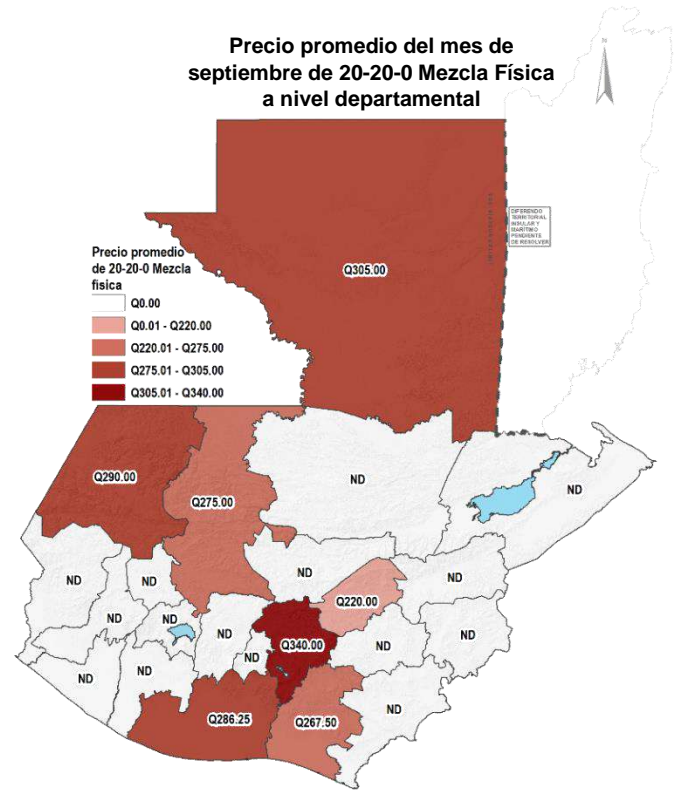 Precio promedio del mes de
septiembre de 20-20-0 Mezcla Física
a nivel departamental
N
DIFERENDO
TERRITORIAL
INSULAR Y
MARÍTIMO
PENDIENTE
DE RESOLVER
Precio promedio
de 20-20-0 Mezcla
física
Q0.00
Q0.01 - Q220.00
Q220.01 - Q275.00
Q275.01 - Q305.00
Q305.01 - Q340.00
Q305.00
Q290.00
Q275.00
ND
ND
ND
ND
ND
ND
Q220.00
ND
ND
ND
Q340.00
ND
ND
ND
ND
ND
ND
Q286.25
Q267.50